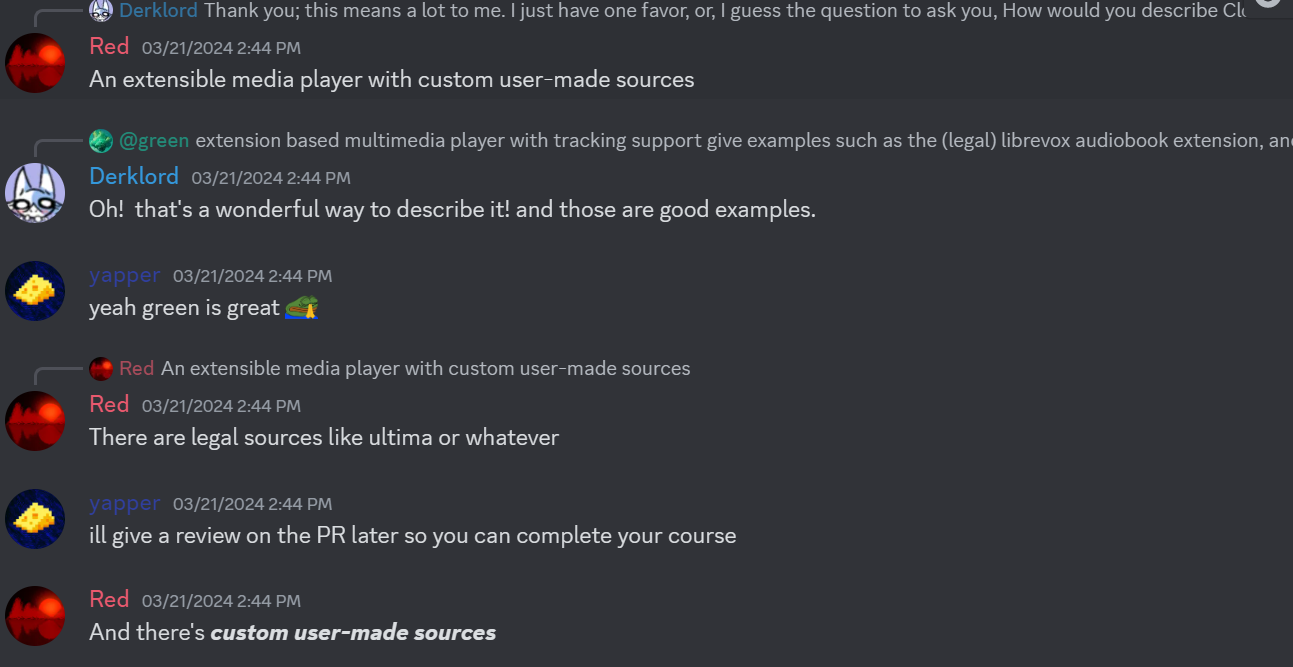 Derklord Thank you; this means a lot to me. I just have one favor, or, I guess the question to ask you, How would you describe
Red 03/21/2024 2:44 PM
An extensible media player with custom user-made sources
@green extension based multimedia player with tracking support give examples such as the (legal) librevox audiobook extension, and
Derklord 03/21/2024 2:44 PM
Oh! that's a wonderful way to describe it! and those are good examples.
yapper 03/21/2024 2:44 PM
yeah green is great
Red An extensible media player with custom user-made sources
Red 03/21/2024 2:44 PM
There are legal sources like ultima or whatever
yapper 03/21/2024 2:44 PM
ill give a review on the PR later so you can complete your course
Red 03/21/2024 2:44 PM
And there's custom user-made sources